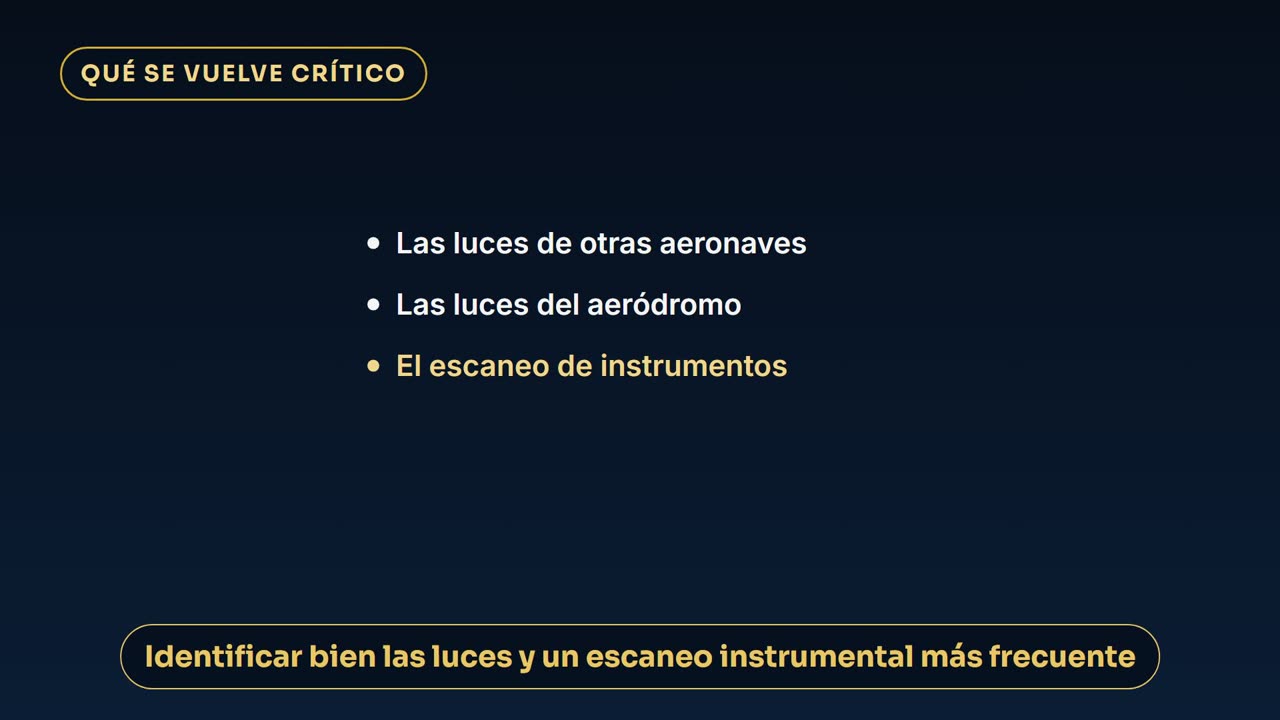 QUÉ SE VUELVE CRÍTICO
• Las luces de otras aeronaves
• Las luces del aeródromo
• El escaneo de instrumentos
Identificar bien las luces y un escaneo instrumental más frecuente